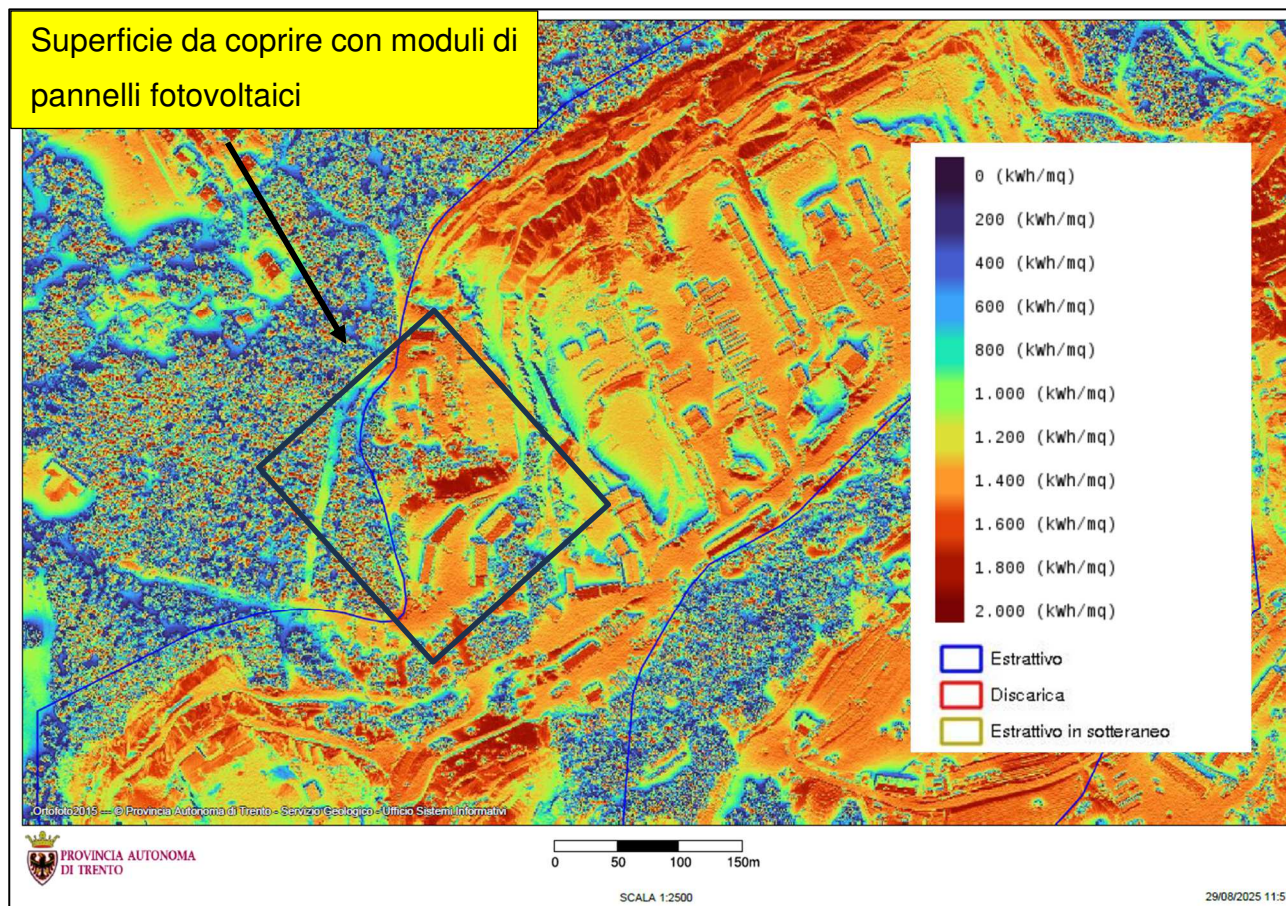 Superficie da coprire con moduli di
pannelli fotovoltaici
0 (kWh/mq)
200 (kWh/mq)
400 (kWh/mq)
600 (kWh/mq)
800 (kWh/mq)
1.000 (kWh/mq)
1.200 (kWh/mq)
1.400 (kWh/mq)
1.600 (kWh/mq)
1.800 (kWh/mq)
2.000 (kWh/mq)
Estrattivo
Discarica
Estrattivo in sotteraneo
Ortofoto2015 --- © Provincia Autonoma di Trento - Servizio Geologico - Ufficio Sistemi Informativi
PROVINCIA AUTONOMA
DI TRENTO
0 50 100 150m
SCALA 1:2500
29/08/2025 11:5